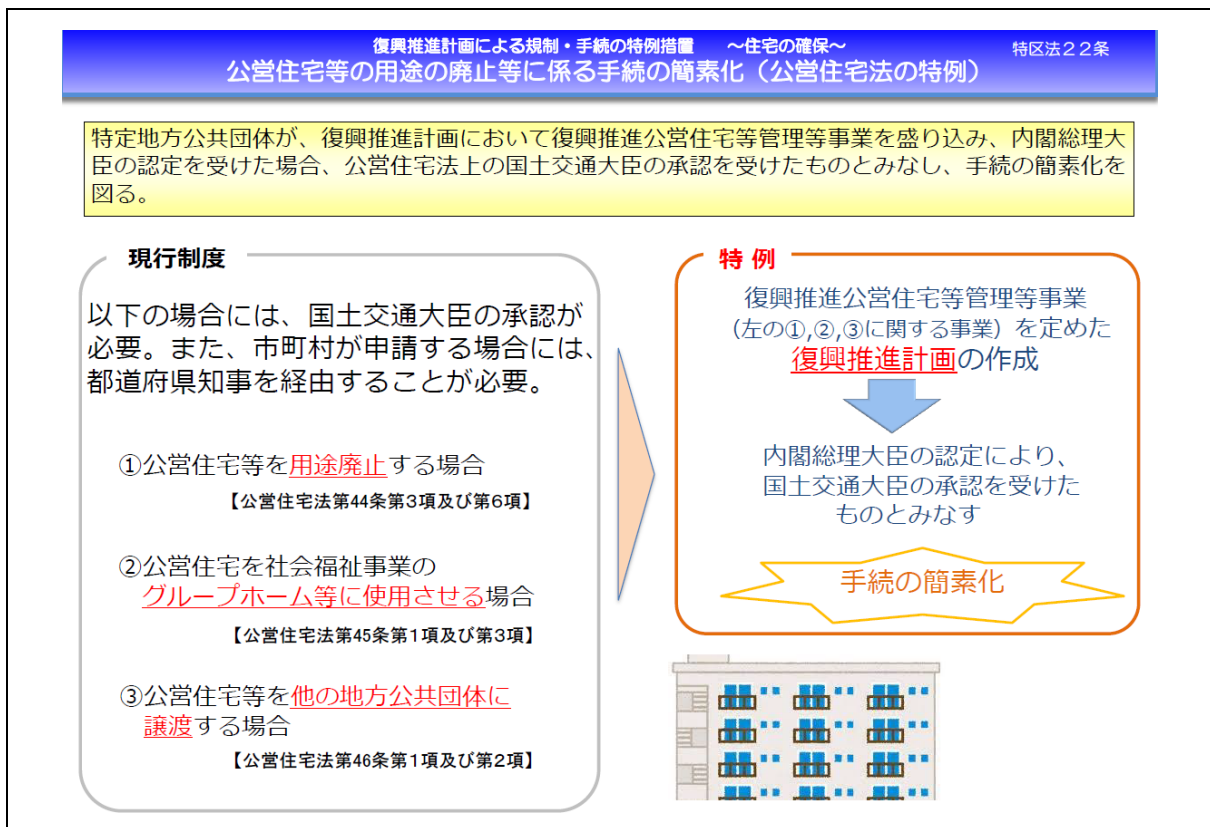 復興推進計画による規制・手続の特例措置　～住宅の確保～
特区法２２条
公営住宅等の用途の廃止等に係る手続の簡素化（公営住宅法の特例）
特定地方公共団体が、復興推進計画において復興推進公営住宅等管理等事業を盛り込み、内閣総理大
臣の認定を受けた場合、公営住宅法上の国土交通大臣の承認を受けたものとみなし、手続の簡素化を
図る。
現行制度
以下の場合には、国土交通大臣の承認が
必要。また、市町村が申請する場合には、
都道府県知事を経由することが必要。
①公営住宅等を用途廃止する場合
【公営住宅法第44条第3項及び第6項】
②公営住宅を社会福祉事業の
グループホーム等に使用させる場合
【公営住宅法第45条第1項及び第3項】
③公営住宅等を他の地方公共団体に
譲渡する場合
【公営住宅法第46条第1項及び第2項】
特 例
復興推進公営住宅等管理等事業
（左の①,②,③に関する事業）を定めた
復興推進計画の作成
内閣総理大臣の認定により、
国土交通大臣の承認を受けた
ものとみなす
手続の簡素化